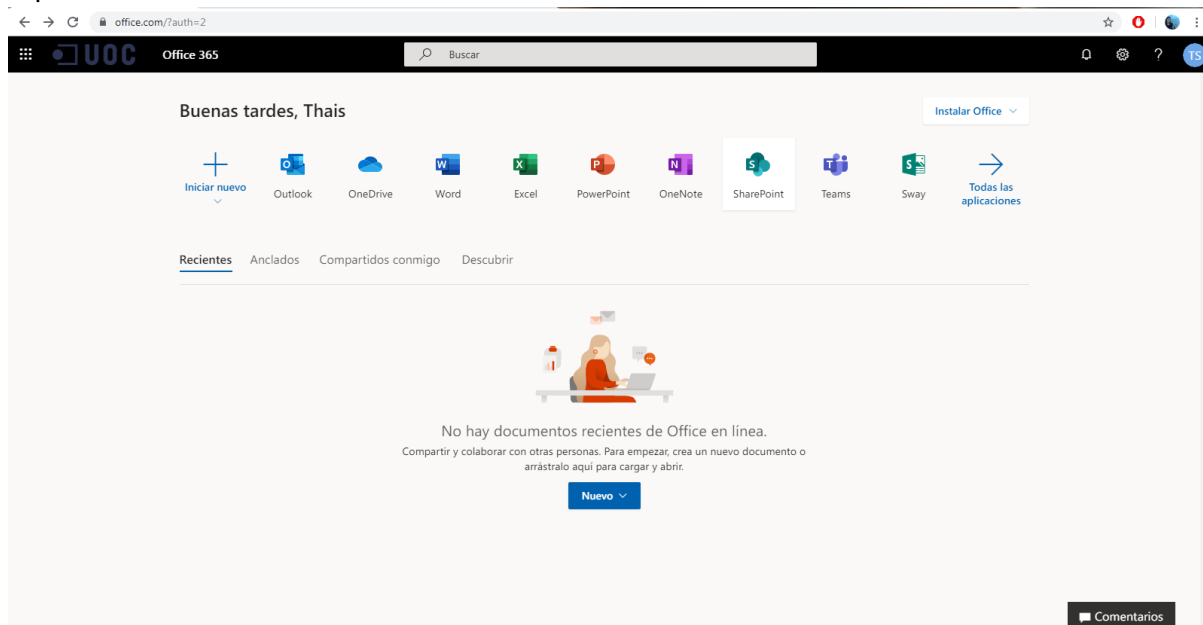 office.com/?auth=2
UOC Office 365 Buscar ? TS
Buenas tardes, Thais
Instalar Office
Iniciar nuevo Outlook OneDrive Word Excel PowerPoint OneNote SharePoint Teams Sway Todas las aplicaciones
Recientes Anclados Compartidos conmigo Descubrir
No hay documentos recientes de Office en línea.
Compartir y colaborar con otras personas. Para empezar, crea un nuevo documento o
arrástralo aquí para cargar y abrir.
Nuevo
Comentarios